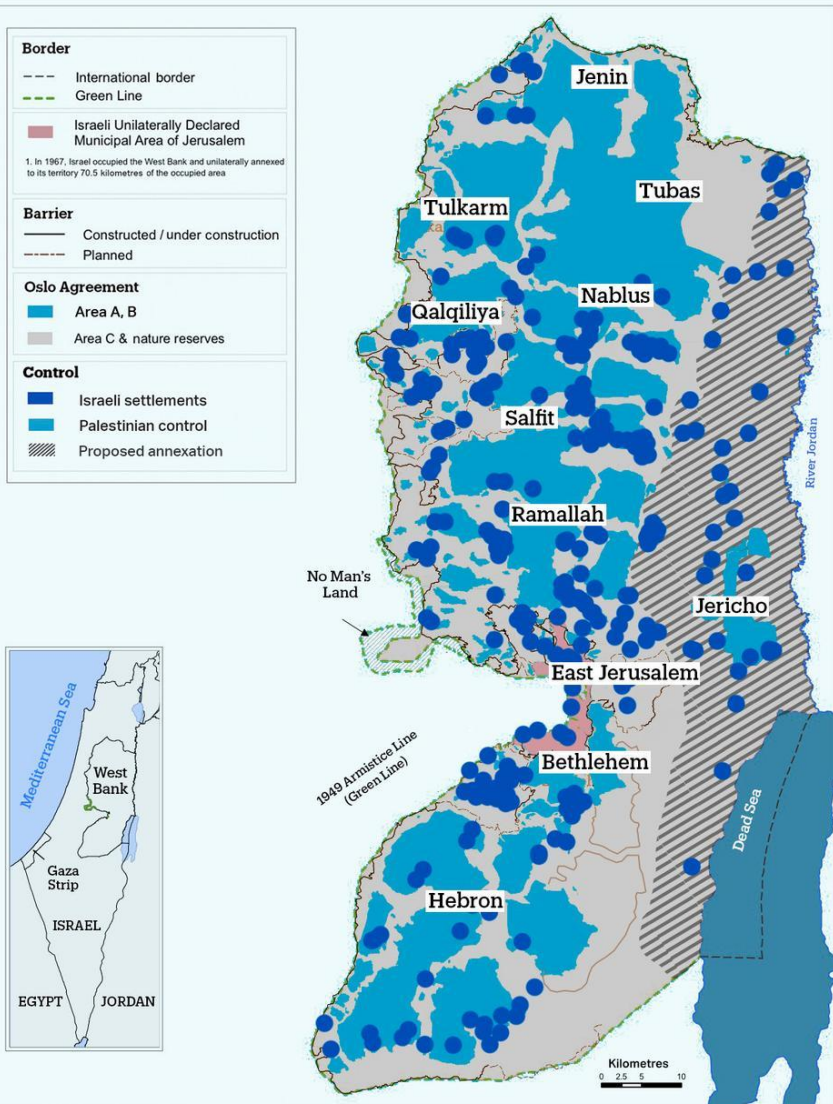 Border
International border
Green Line
Israeli Unilaterally Declared
Municipal Area of Jerusalem
1. In 1967, Israel occupied the West Bank and unilaterally annexed
to its territory 70.5 kilometres of the occupied area
Barrier
Constructed / under construction
Planned
Oslo Agreement
Area A, B
Area C & nature reserves
Control
Israeli settlements
Palestinian control
Proposed annexation
Jenin
Tubas
Tulkarm
ka
Nablus
Qalqiliya
Salfit
River Jordan
Ramallah
No Man's
Land
Jericho
East Jerusalem
1949 Armistice Line
(Green Line)
Bethlehem
Dead Sea
Hebron
Kilometres
0 2.5 5 10
Mediterranean Sea
West
Bank
Gaza
Strip
ISRAEL
EGYPT
JORDAN